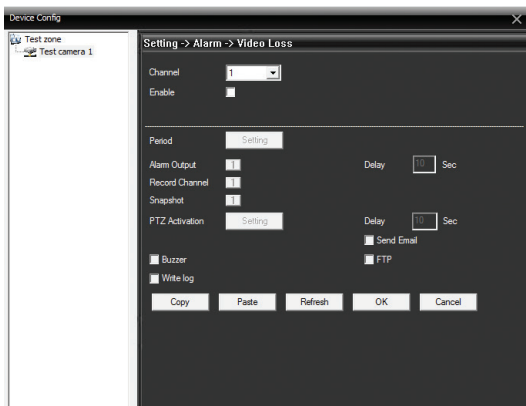 Device Config
Test zone
Test camera 1
Setting -> Alarm -> Video Loss
Channel 1
Enable
Period Setting
Alarm Output 1 Delay 10 Sec
Record Channel 1
Snapshot 1
PTZ Activation Setting Delay 10 Sec
Send Email
Buzzer FTP
Write log
Copy Paste Refresh OK Cancel